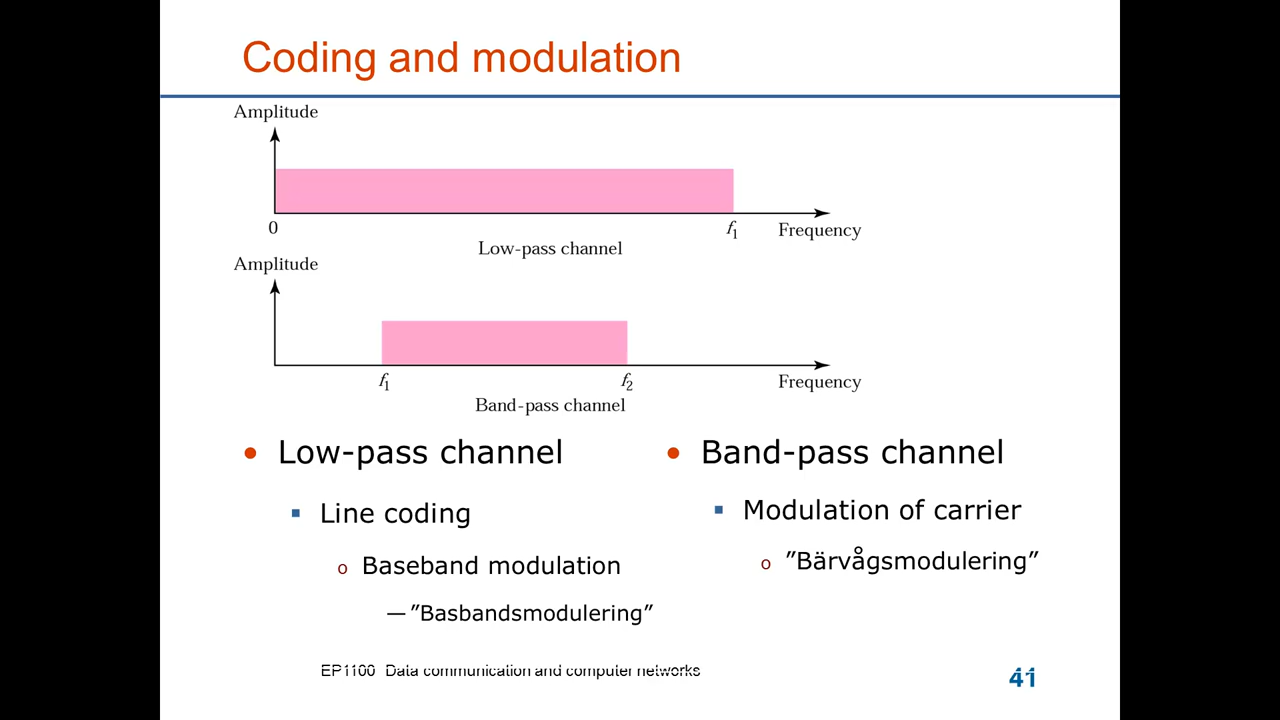 Coding and modulation
Amplitude
0
f1
Frequency
Low-pass channel
Amplitude
f1
f2
Frequency
Band-pass channel
• Low-pass channel
▪ Line coding
o Baseband modulation
— ”Basbandsmodulering”
• Band-pass channel
▪ Modulation of carrier
o ”Bärvågsmodulering”
EP1100 Data communication and computer networks
41